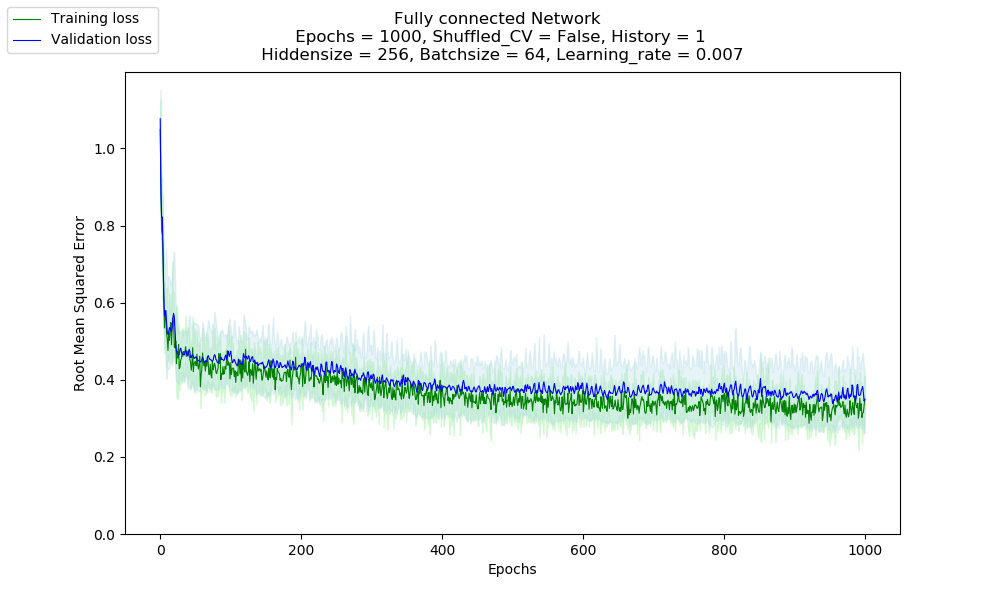 Training loss
Validation loss
Fully connected Network
Epochs = 1000, Shuffled_CV = False, History = 1
Hiddensize = 256, Batchsize = 64, Learning_rate = 0.007
Root Mean Squared Error
1.0
0.8
0.6
0.4
0.2
0.0
0 200 400 600 800 1000
Epochs